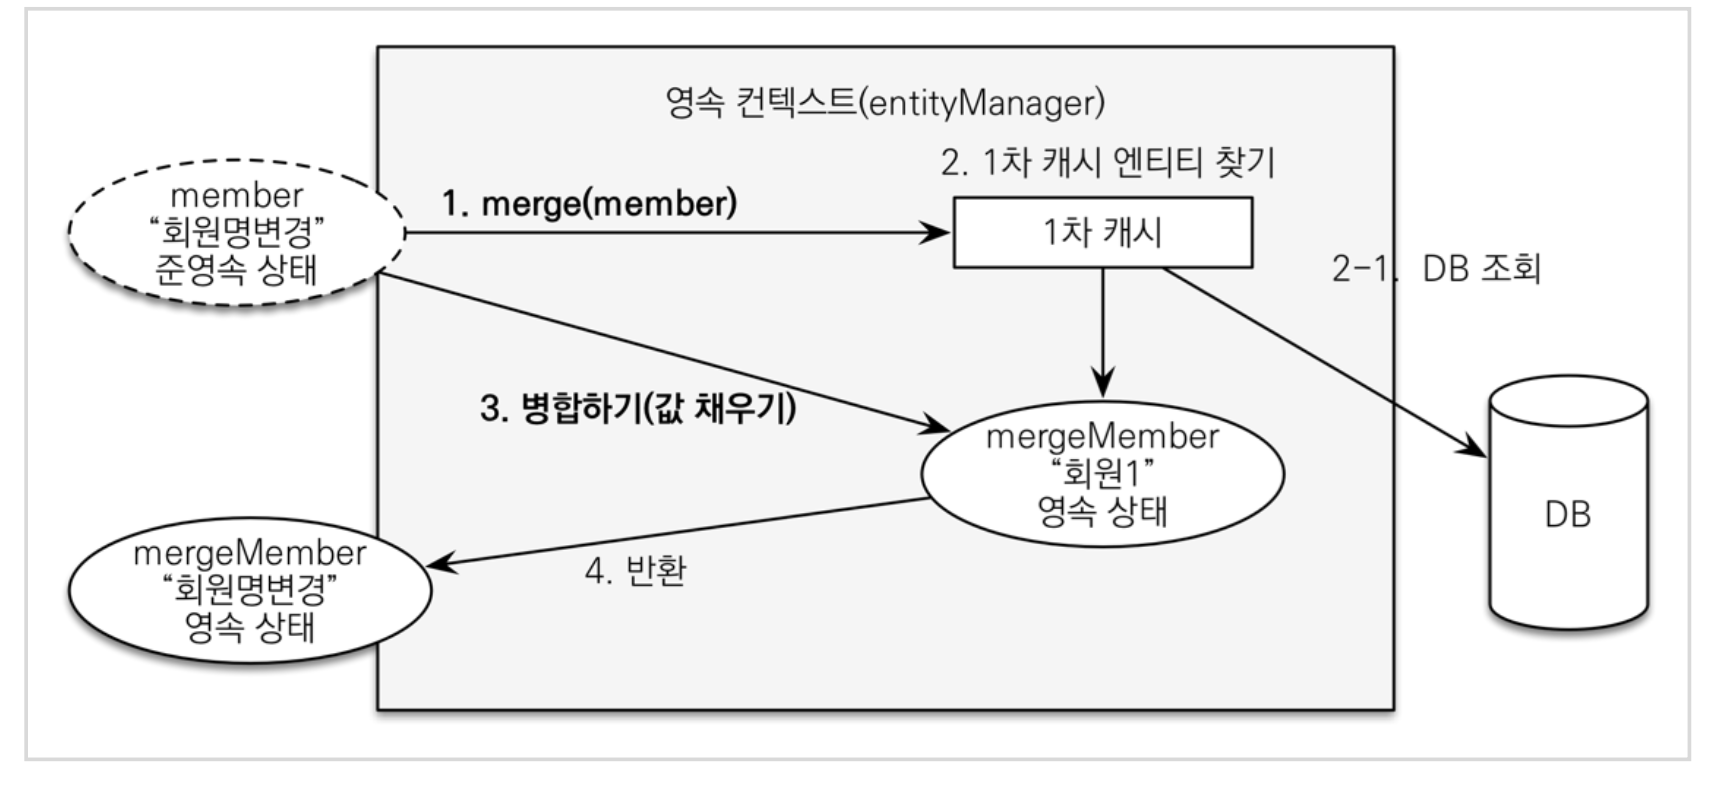 영속 컨텍스트(entityManager)
2. 1차 캐시 엔티티 찾기
member
“회원명변경”
준영속 상태
1. merge(member)
1차 캐시
2-1. DB 조회
3. 병합하기(값 채우기)
mergeMember
“회원1”
영속 상태
DB
mergeMember
“회원명변경”
영속 상태
4. 반환